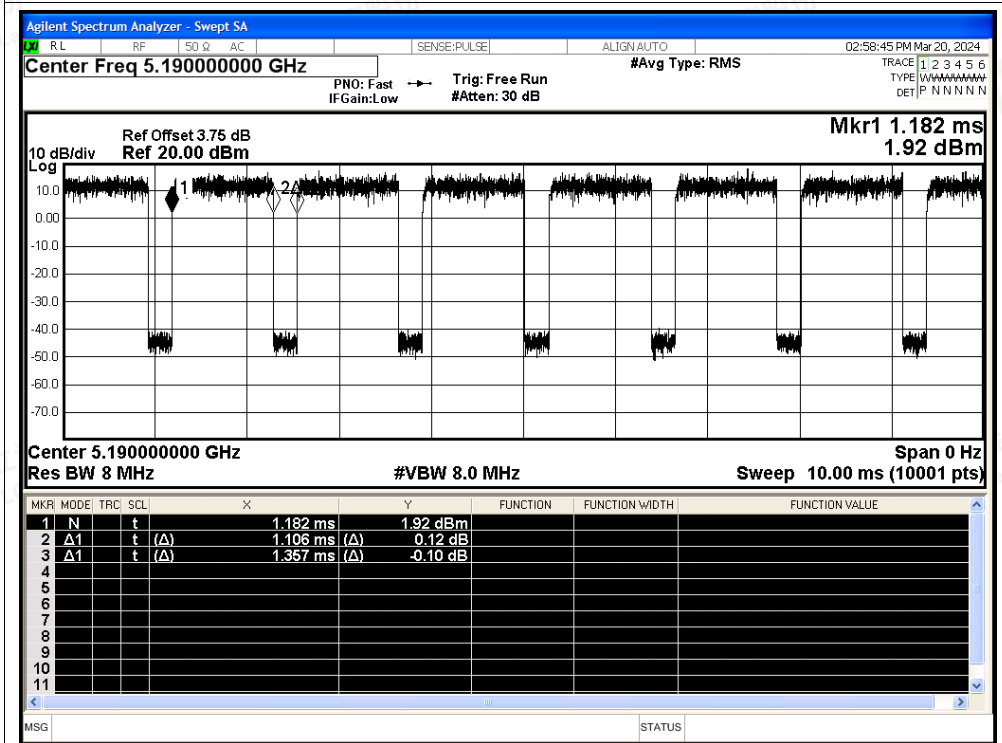 Agilent Spectrum Analyzer - Swept SA
LXI RL RF 50 Ω AC SENSE:PULSE ALIGN AUTO 02:58:45 PM Mar 20, 2024
Center Freq 5.190000000 GHz #Avg Type: RMS TRACE 1 2 3 4 5 6
PNO: Fast Trig: Free Run TYPE WWWWWW
IFGain:Low #Atten: 30 dB DET P N N N N N
Mkr1 1.182 ms
Ref Offset 3.75 dB
10 dB/div Ref 20.00 dBm 1.92 dBm
Log
1 2Δ
10.0
0.00
-10.0
-20.0
-30.0
-40.0
-50.0
-60.0
-70.0
Center 5.190000000 GHz Span 0 Hz
Res BW 8 MHz #VBW 8.0 MHz Sweep 10.00 ms (10001 pts)
MKR MODE TRC SCL X Y FUNCTION FUNCTION WIDTH FUNCTION VALUE
1 N t 1.182 ms 1.92 dBm
2 Δ1 t (Δ) 1.106 ms (Δ) 0.12 dB
3 Δ1 t (Δ) 1.357 ms (Δ) -0.10 dB
4
5
6
7
8
9
10
11
MSG STATUS